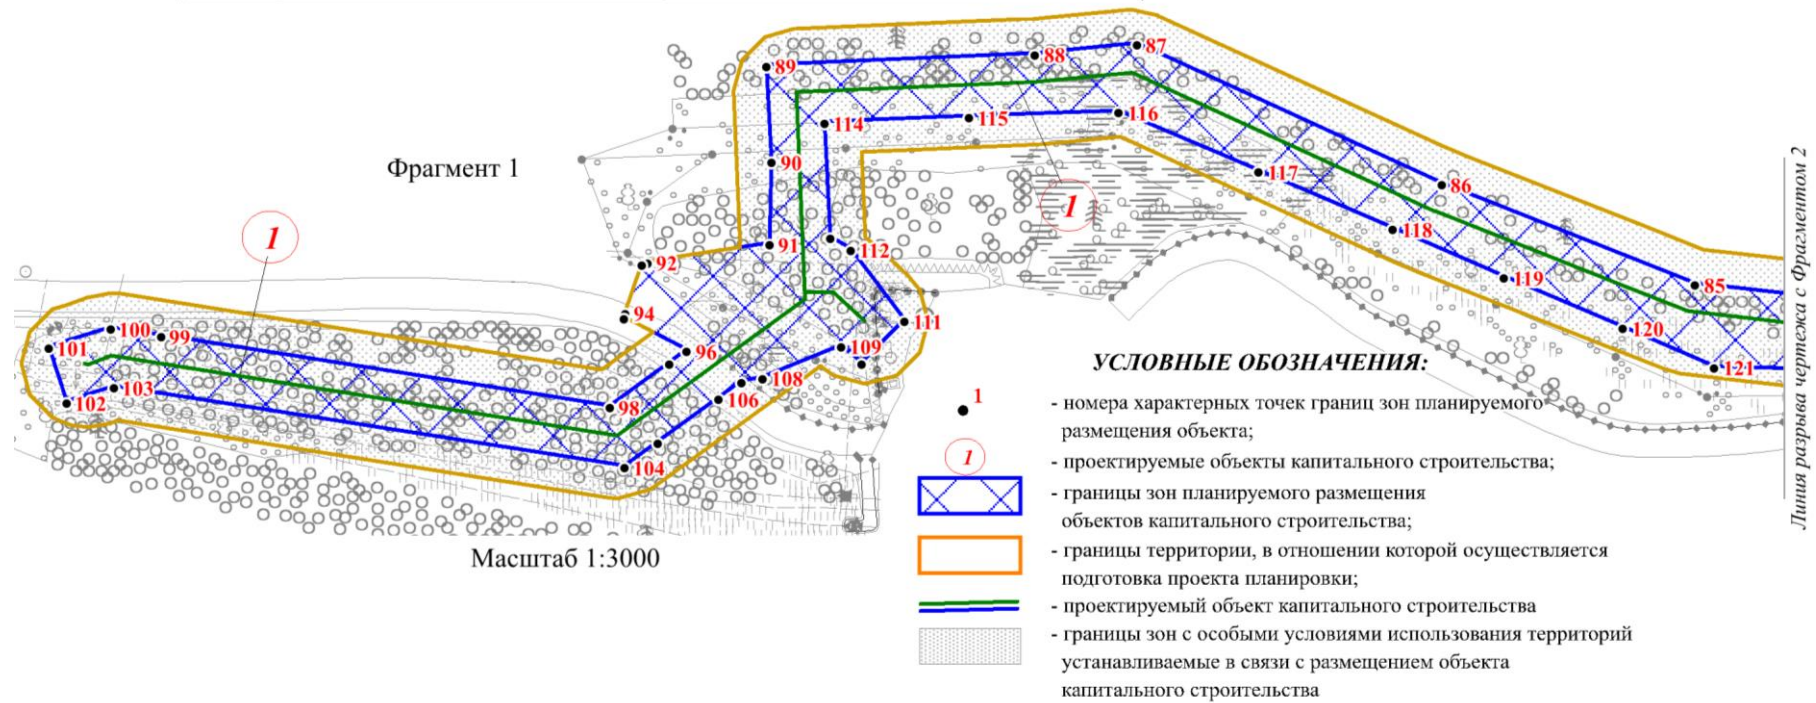 87
88
89
114
115
116
Фрагмент 1
90
117
86
1
1
91
112
118
92
119
85
94
111
120
100
99
101
96
109
121
103
108
102
98
106
104
Масштаб 1:3000
Линия разрыва чертежа с Фрагментом 2
УСЛОВНЫЕ ОБОЗНАЧЕНИЯ:
1
- номера характерных точек границ зон планируемого
размещения объекта;
1
- проектируемые объекты капитального строительства;
- границы зон планируемого размещения
объектов капитального строительства;
- границы территории, в отношении которой осуществляется
подготовка проекта планировки;
- проектируемый объект капитального строительства
- границы зон с особыми условиями использования территорий
устанавливаемые в связи с размещением объекта
капитального строительства